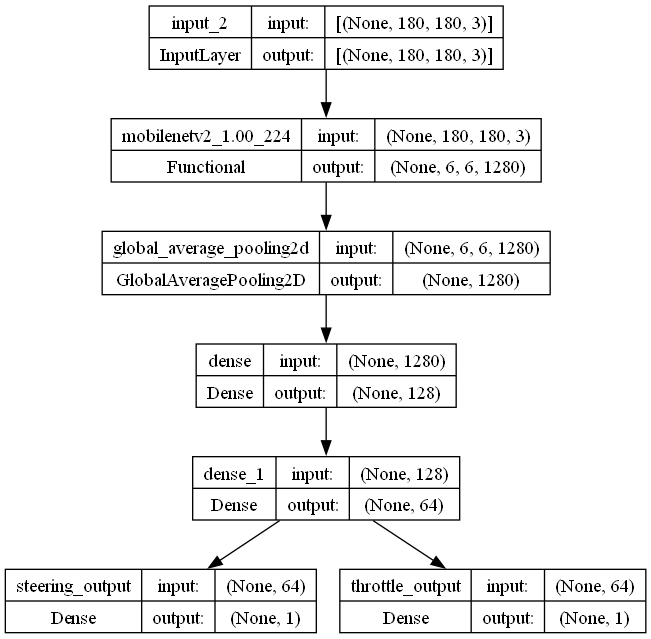 input_2 input: [(None, 180, 180, 3)]
InputLayer output: [(None, 180, 180, 3)]
mobilenetv2_1.00_224 input: (None, 180, 180, 3)
Functional output: (None, 6, 6, 1280)
global_average_pooling2d input: (None, 6, 6, 1280)
GlobalAveragePooling2D output: (None, 1280)
dense input: (None, 1280)
Dense output: (None, 128)
dense_1 input: (None, 128)
Dense output: (None, 64)
steering_output input: (None, 64)
Dense output: (None, 1)
throttle_output input: (None, 64)
Dense output: (None, 1)